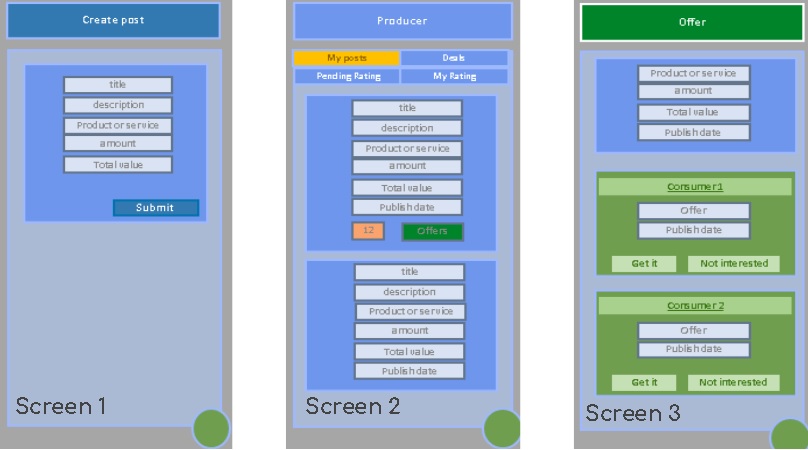 Create post
title
description
Product or service
amount
Total value
Submit
Screen 1
Producer
My posts
Deals
Pending Rating
My Rating
title
description
Product or service
amount
Total value
Publish date
12
Offers
title
description
Product or service
amount
Total value
Publish date
Screen 2
Offer
Product or service
amount
Total value
Publish date
Consumer1
Offer
Publish date
Get it
Not interested
Consumer 2
Offer
Publish date
Get it
Not interested
Screen 3